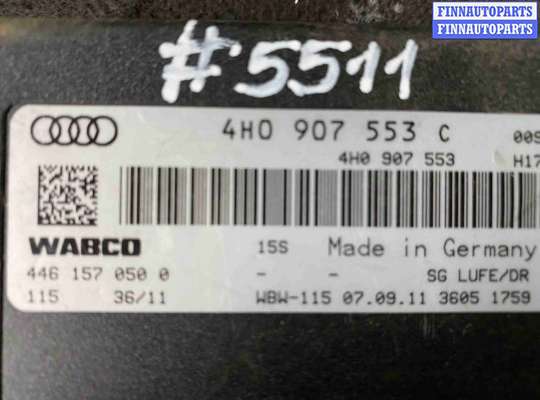 FINNAUTOPARTS
FINNAUTOPARTS
#5511
4H0 907 553 C 00S
4H0 907 553 H17
WABCO 15S Made in Germany
446 157 050 0 - - SG LUFE/DR
115 36/11 WBW-115 07.09.11 3605 1759